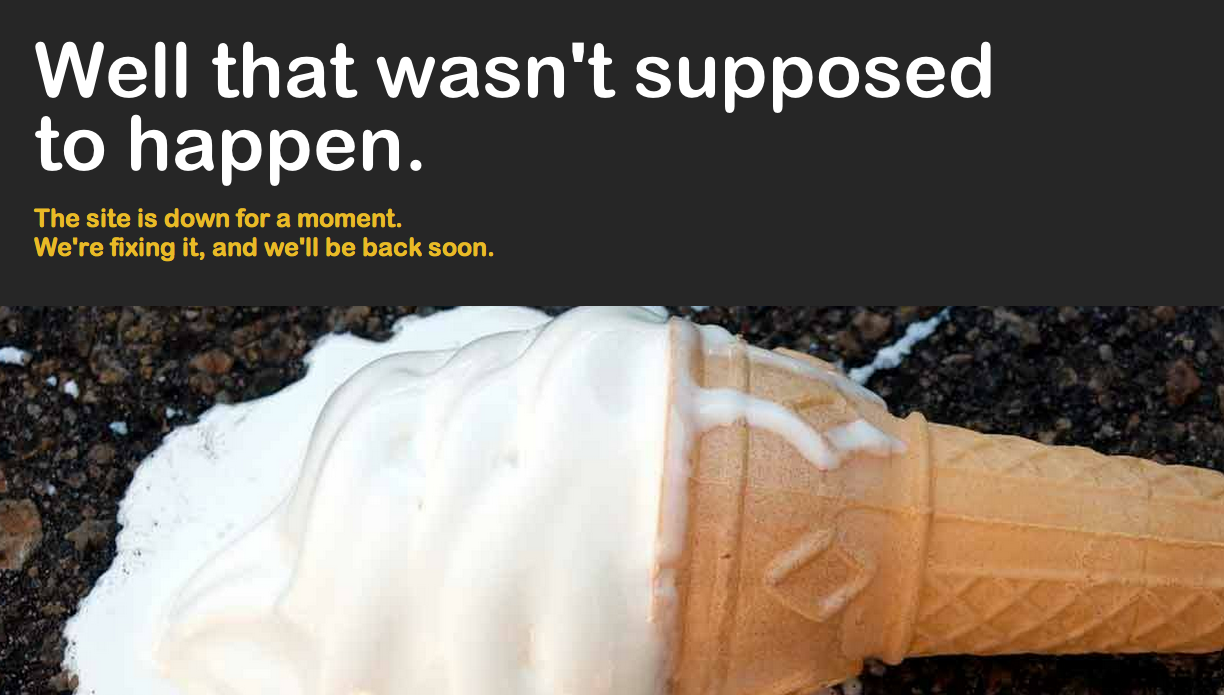 Well that wasn't supposed
to happen.
The site is down for a moment.
We're fixing it, and we'll be back soon.